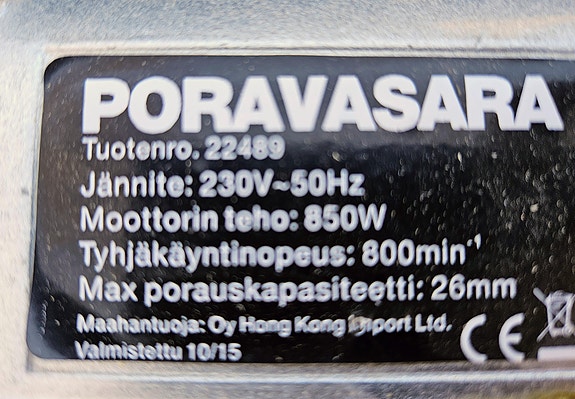 PORAVASARA
Tuotenro. 22489
Jännite: 230V~50Hz
Moottorin teho: 850W
Tyhjäkäyntinopeus: 800min⁻¹
Max porauskapasiteetti: 26mm
Maahantuoja: Oy Hong Kong Import Ltd.
Valmistettu 10/15
CE